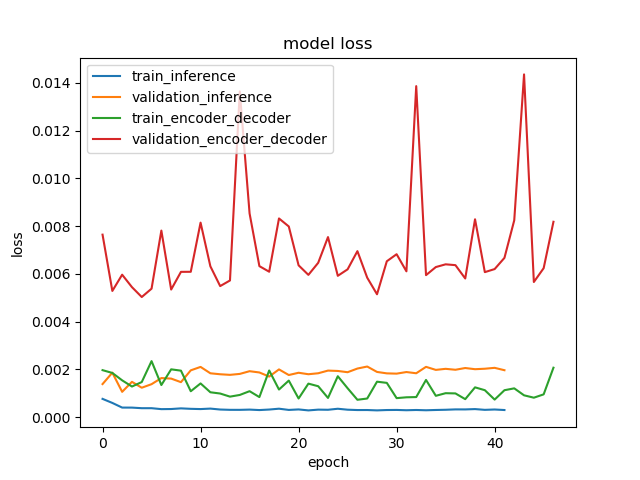 model loss
train_inference
validation_inference
train_encoder_decoder
validation_encoder_decoder
loss
0.014
0.012
0.010
0.008
0.006
0.004
0.002
0.000
0 10 20 30 40
epoch